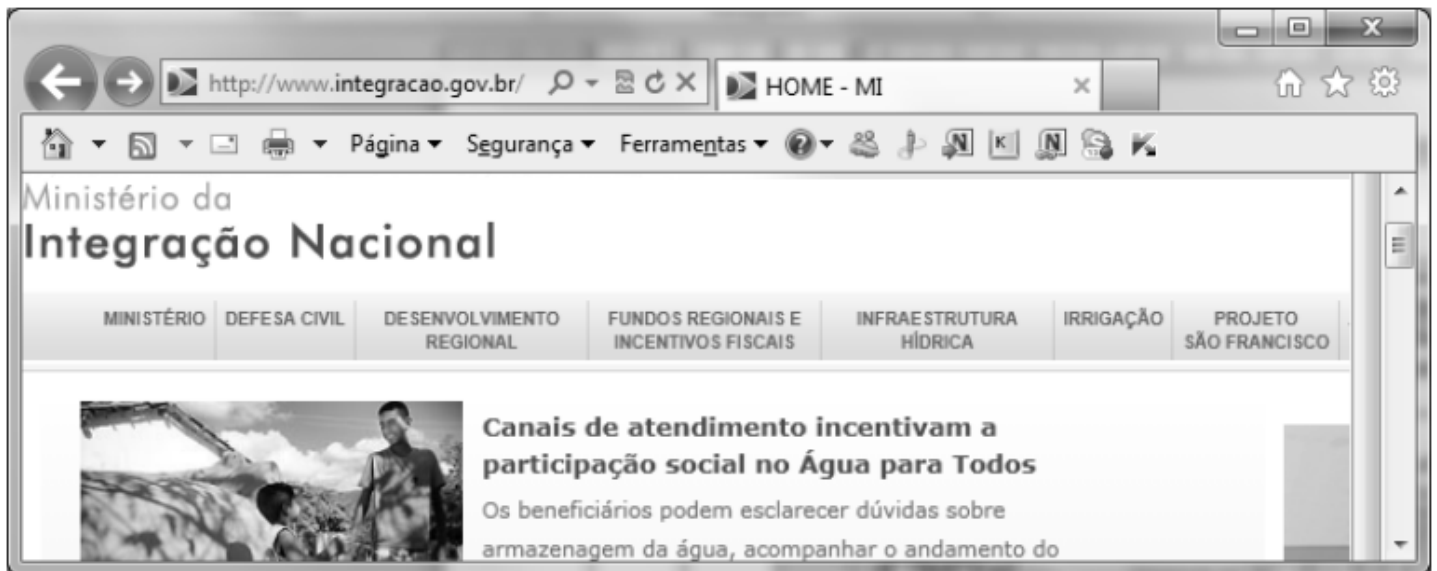 http://www.integracao.gov.br/ HOME - MI
Página Segurança Ferramentas
Ministério da
Integração Nacional
MINISTÉRIO DEFESA CIVIL DESENVOLVIMENTO REGIONAL FUNDOS REGIONAIS E INCENTIVOS FISCAIS INFRAESTRUTURA HÍDRICA IRRIGAÇÃO PROJETO SÃO FRANCISCO
Canais de atendimento incentivam a
participação social no Água para Todos
Os beneficiários podem esclarecer dúvidas sobre
armazenagem da água, acompanhar o andamento do